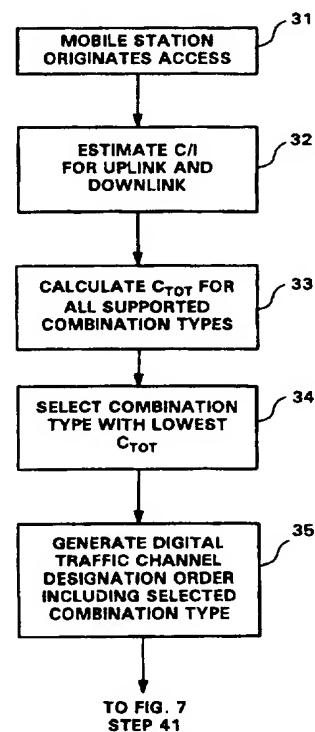 31
MOBILE STATION
ORIGINATES ACCESS
32
ESTIMATE C/I
FOR UPLINK AND
DOWNLINK
33
CALCULATE CTOT FOR
ALL SUPPORTED
COMBINATION TYPES
34
SELECT COMBINATION
TYPE WITH LOWEST
CTOT
35
GENERATE DIGITAL
TRAFFIC CHANNEL
DESIGNATION ORDER
INCLUDING SELECTED
COMBINATION TYPE
TO FIG. 7
STEP 41